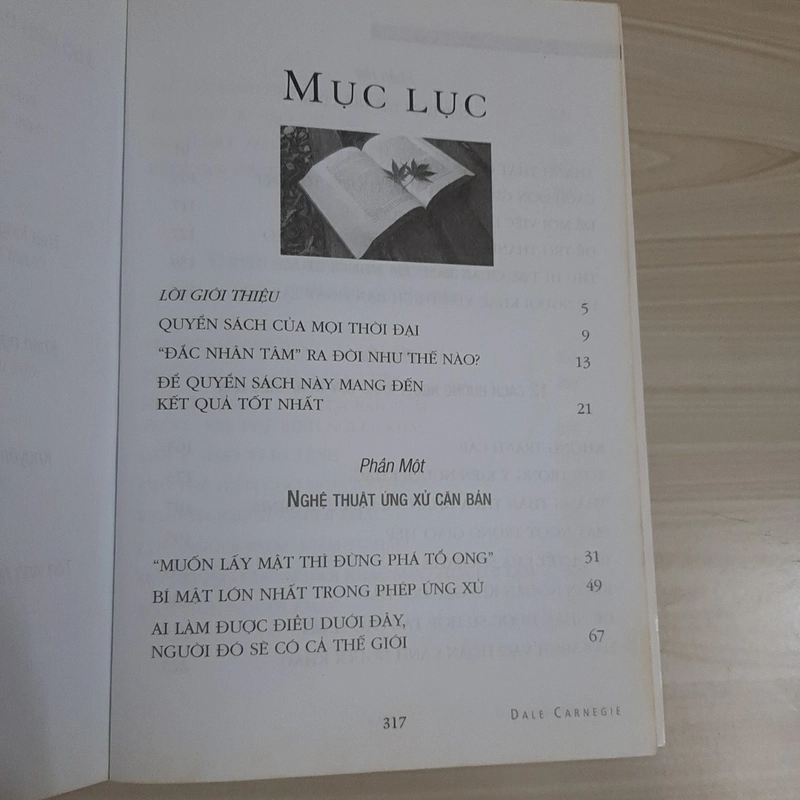 MỤC LỤC
LỜI GIỚI THIỆU 5
QUYỂN SÁCH CỦA MỌI THỜI ĐẠI 9
“ĐẮC NHÂN TÂM” RA ĐỜI NHƯ THẾ NÀO? 13
ĐỂ QUYỂN SÁCH NÀY MANG ĐẾN
KẾT QUẢ TỐT NHẤT 21
Phần Một
NGHỆ THUẬT ỨNG XỬ CĂN BẢN
“MUỐN LẤY MẬT THÌ ĐỪNG PHÁ TỔ ONG” 31
BÍ MẬT LỚN NHẤT TRONG PHÉP ỨNG XỬ 49
AI LÀM ĐƯỢC ĐIỀU DƯỚI ĐÂY,
NGƯỜI ĐÓ SẼ CÓ CẢ THẾ GIỚI 67
317
DALE CARNEGIE